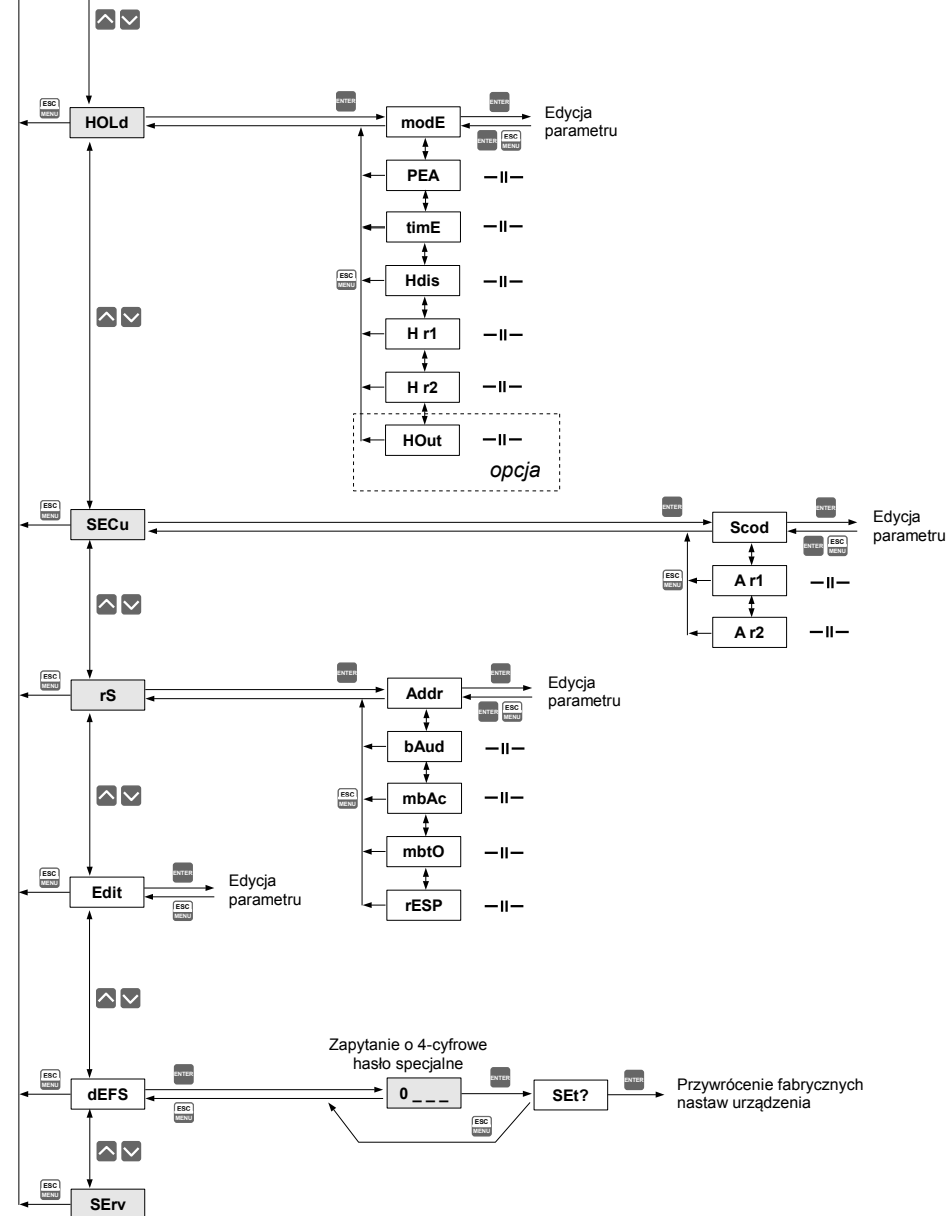 ESC
MENU
HOLd
ENTER
modE
ENTER
ENTER ESC
MENU
Edycja
parametru
PEA —II—
timE —II—
ESC
MENU
Hdis —II—
H r1 —II—
H r2 —II—
HOut —II—
opcja
ESC
MENU
SECu
ENTER
Scod
ENTER
ENTER ESC
MENU
Edycja
parametru
ESC
MENU
A r1 —II—
A r2 —II—
ESC
MENU
rS
ENTER
Addr
ENTER
ENTER ESC
MENU
Edycja
parametru
bAud —II—
ESC
MENU
mbAc —II—
mbtO —II—
rESP —II—
ESC
MENU
Edit
ENTER
ESC
MENU
Edycja
parametru
Zapytanie o 4-cyfrowe
hasło specjalne
ESC
MENU
dEFS
ENTER
ESC
MENU
0 _ _ _
ENTER
ESC
MENU
SEt?
ENTER
Przywrócenie fabrycznych
nastaw urządzenia
ESC
MENU
SErv